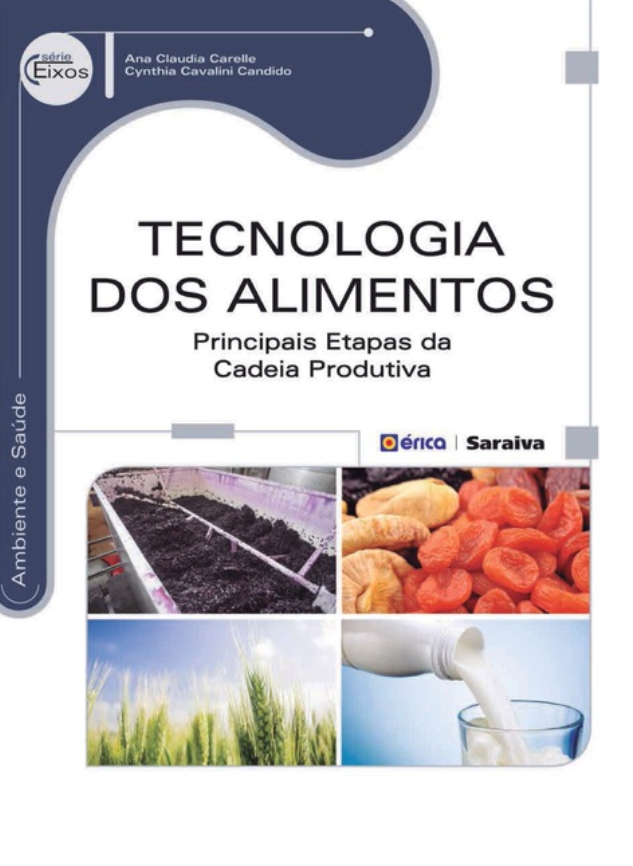 série
Eixos
Ana Claudia Carelle
Cynthia Cavalini Candido
TECNOLOGIA
DOS ALIMENTOS
Principais Etapas da
Cadeia Produtiva
Ambiente e Saúde
érica | Saraiva